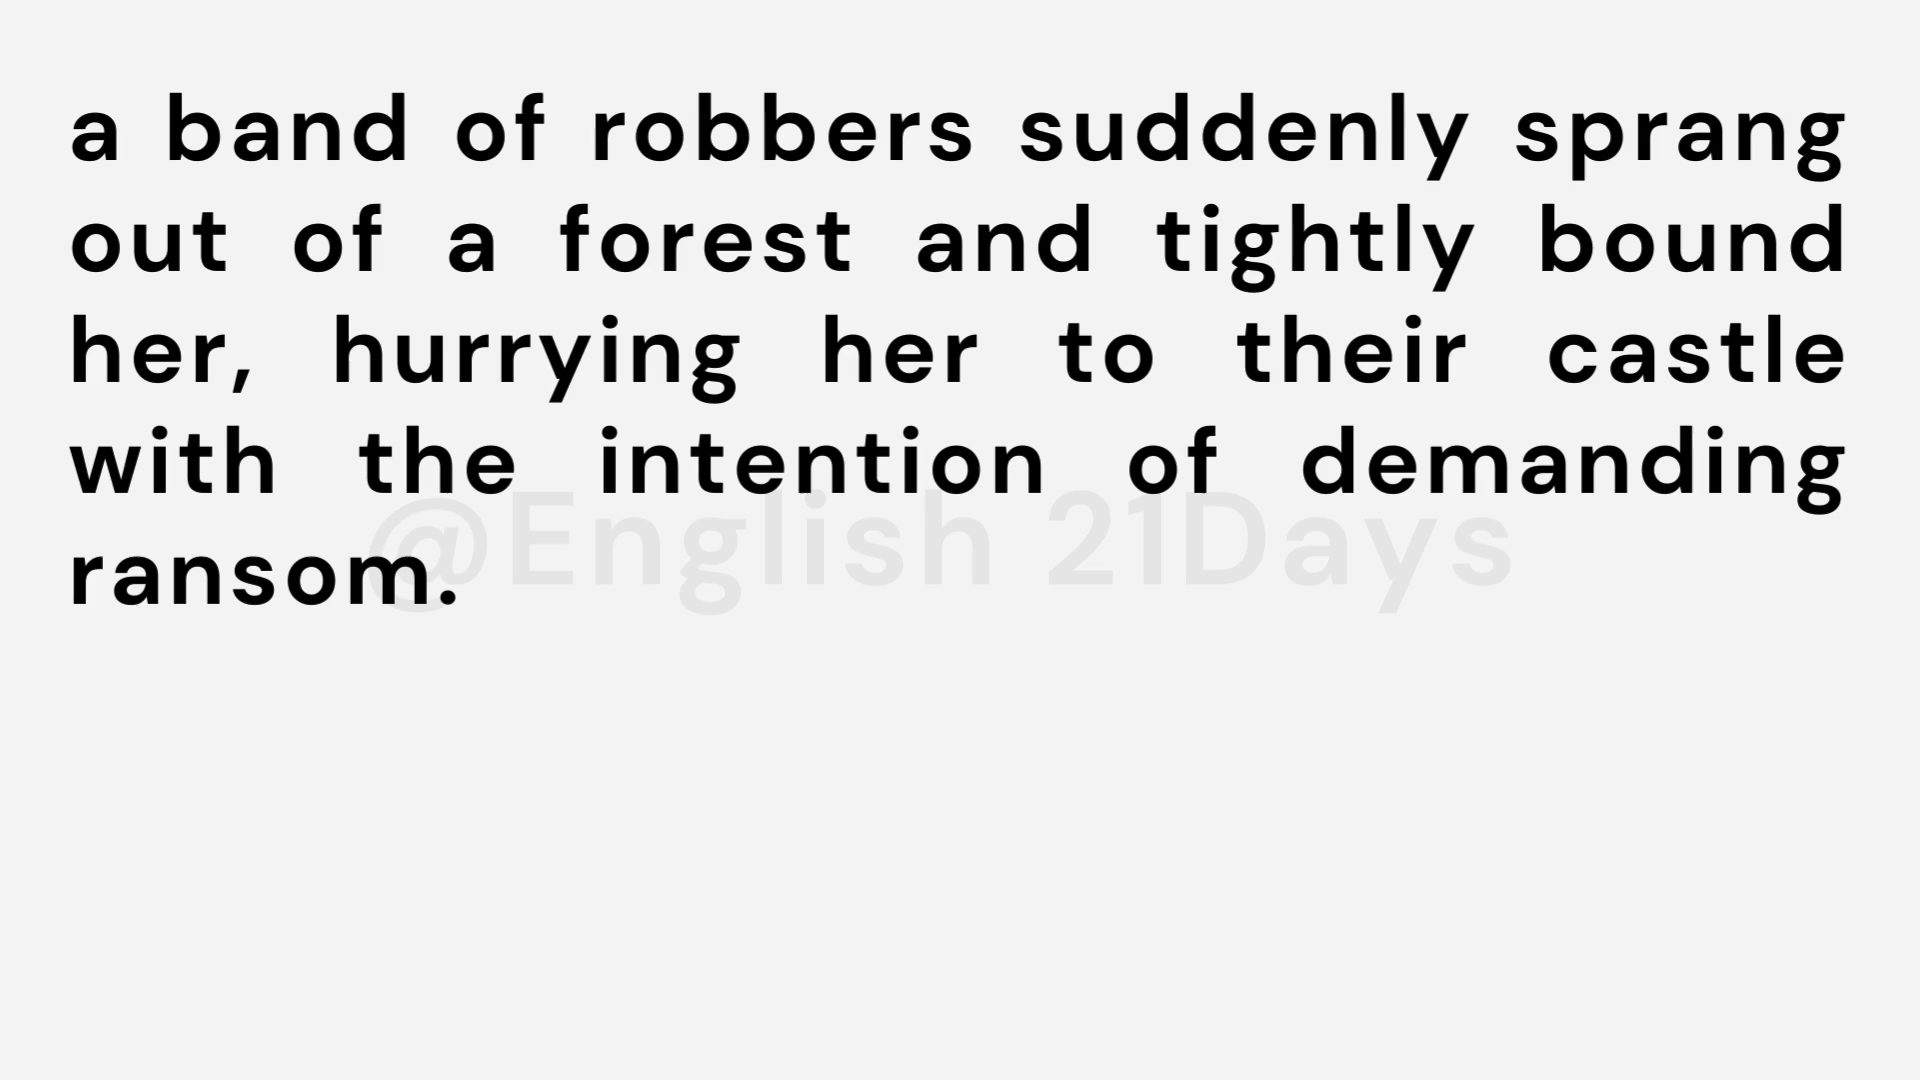 a band of robbers suddenly sprang
out of a forest and tightly bound
her, hurrying her to their castle
with the intention of demanding
ransom.
@English 21Days